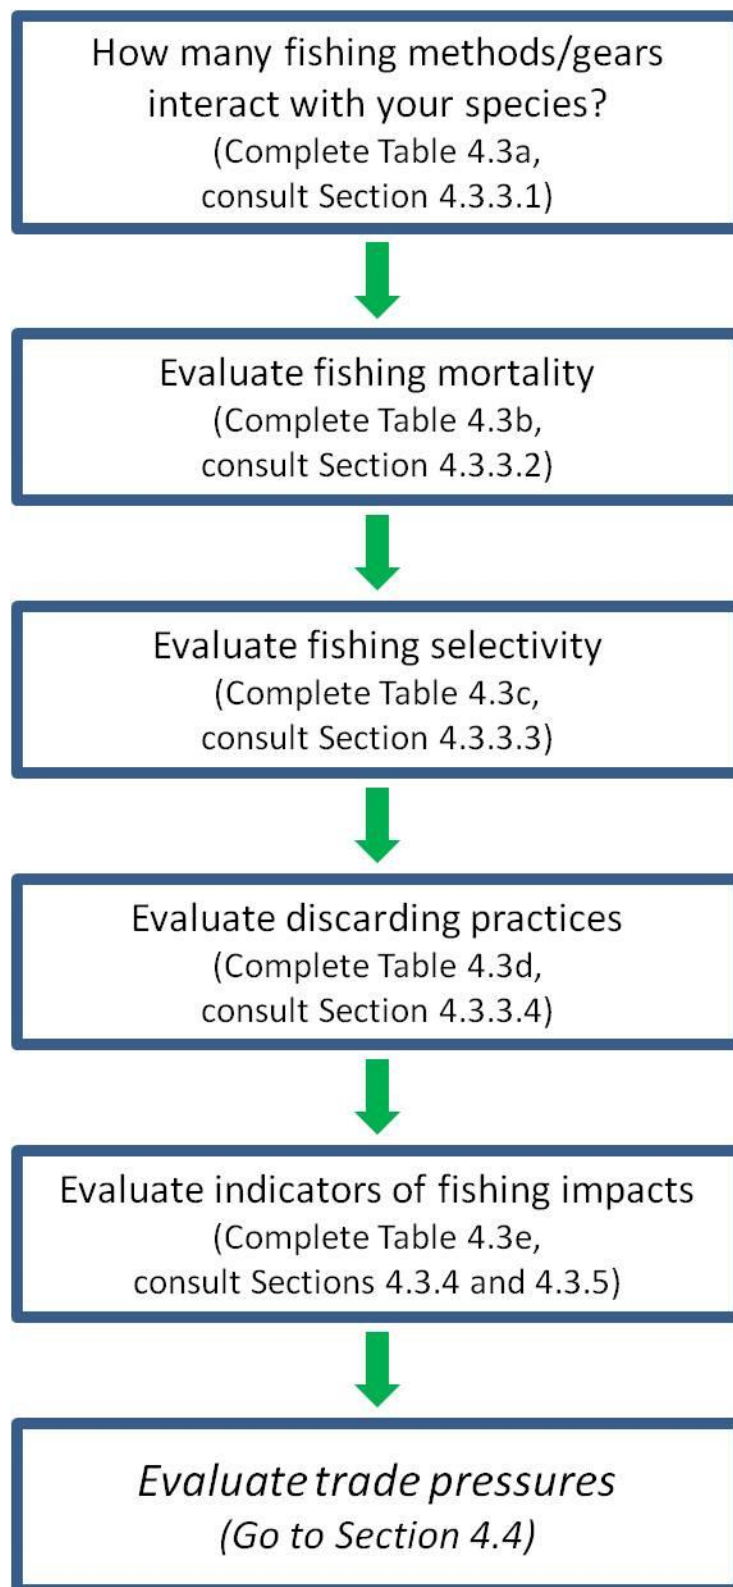 How many fishing methods/gears
interact with your species?
(Complete Table 4.3a,
consult Section 4.3.3.1)
Evaluate fishing mortality
(Complete Table 4.3b,
consult Section 4.3.3.2)
Evaluate fishing selectivity
(Complete Table 4.3c,
consult Section 4.3.3.3)
Evaluate discarding practices
(Complete Table 4.3d,
consult Section 4.3.3.4)
Evaluate indicators of fishing impacts
(Complete Table 4.3e,
consult Sections 4.3.4 and 4.3.5)
Evaluate trade pressures
(Go to Section 4.4)